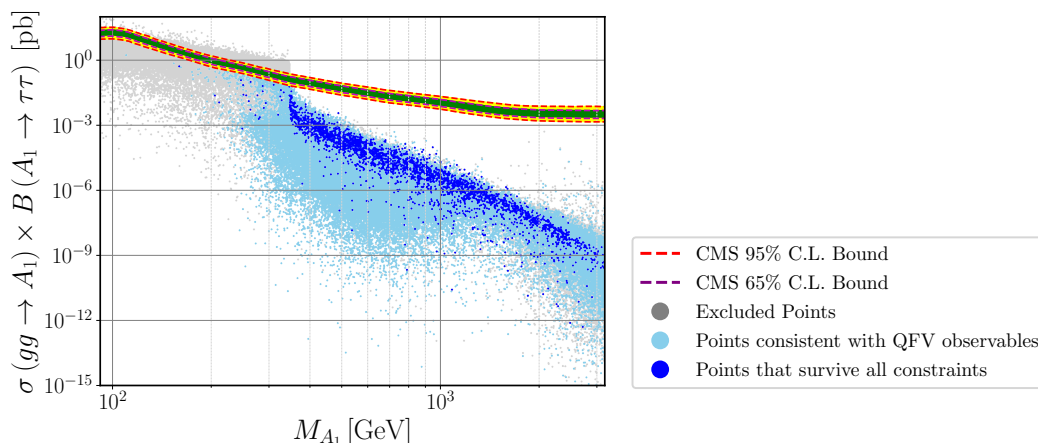 σ (gg → A₁) × B (A₁ → ττ) [pb]
10⁰
10⁻³
10⁻⁶
10⁻⁹
10⁻¹²
10⁻¹⁵
10²
10³
M_{A₁} [GeV]
CMS 95% C.L. Bound
CMS 65% C.L. Bound
Excluded Points
Points consistent with QFV observables
Points that survive all constraints